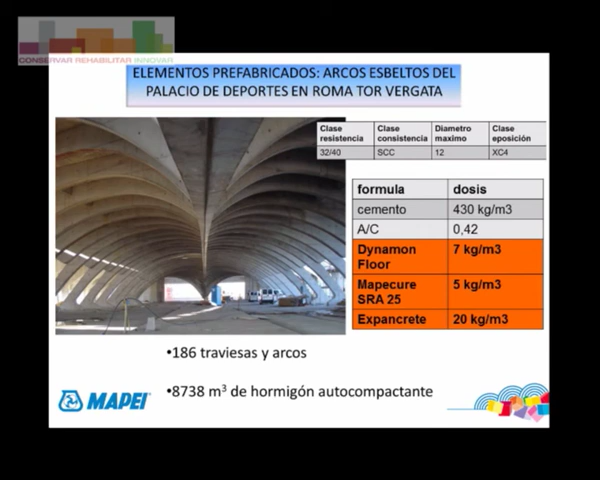 CONSERVAR REHABILITAR INNOVAR
ELEMENTOS PREFABRICADOS: ARCOS ESBELTOS DEL
PALACIO DE DEPORTES EN ROMA TOR VERGATA
Clase resistencia Clase consistencia Diametro maximo Clase eposición
32/40 SCC 12 XC4
formula dosis
cemento 430 kg/m3
A/C 0,42
Dynamon Floor 7 kg/m3
Mapecure SRA 25 5 kg/m3
Expancrete 20 kg/m3
•186 traviesas y arcos
•8738 m³ de hormigón autocompactante
MAPEI